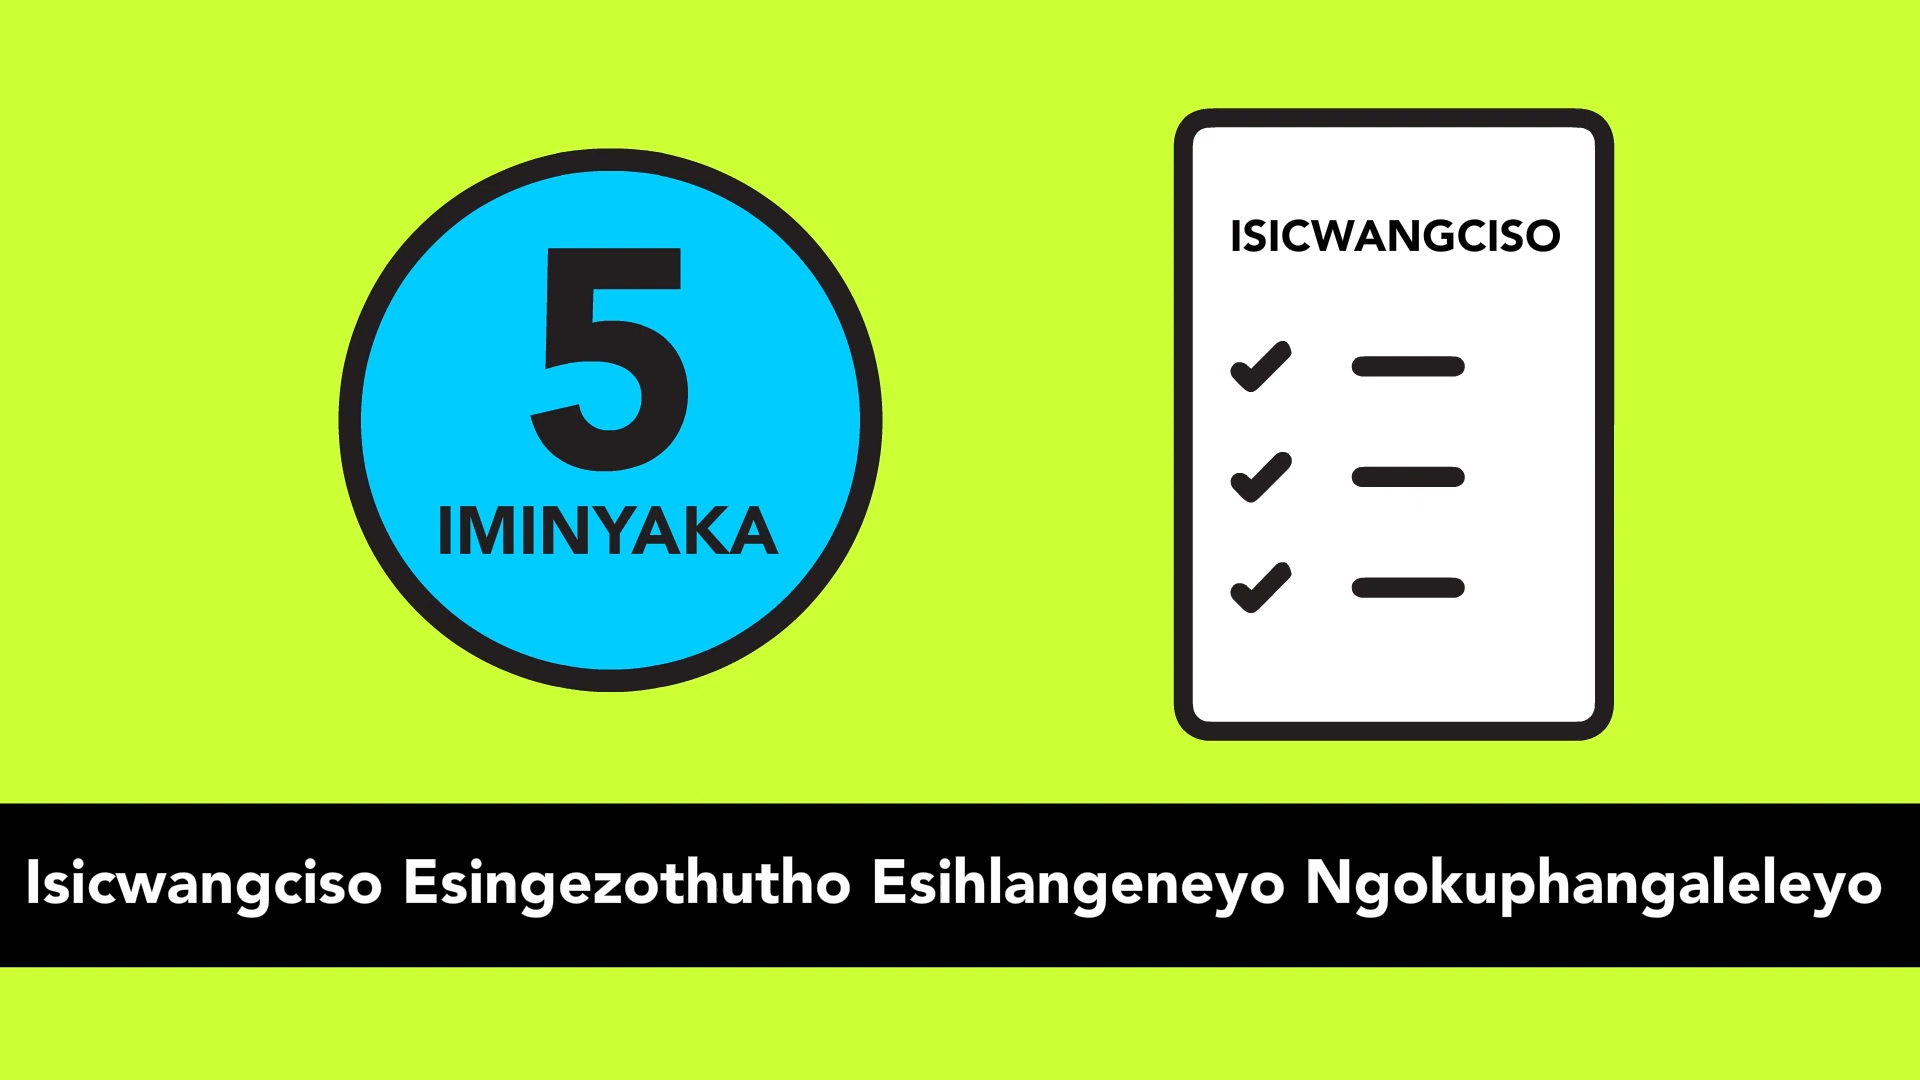 5
IMINYAKA
ISICWANGCISO
Isicwangciso Esingezothutho Esihlangeneyo Ngokuphangaleleyo